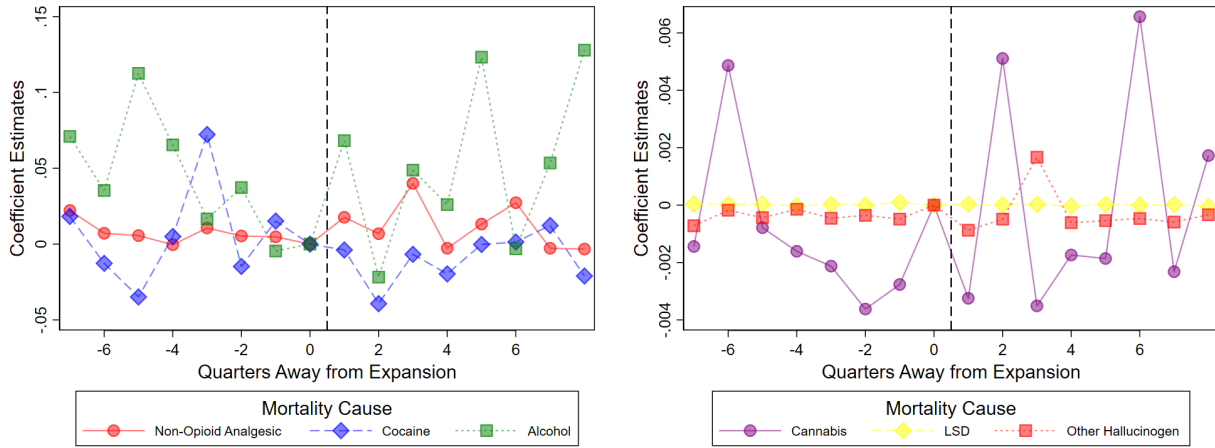 .15
.1
.05
0
-.05
Coefficient Estimates
-6 -4 -2 0 2 4 6
Quarters Away from Expansion
Mortality Cause
Non-Opioid Analgesic Cocaine Alcohol
.006
.004
.002
0
-.002
-.004
Coefficient Estimates
-6 -4 -2 0 2 4 6
Quarters Away from Expansion
Mortality Cause
Cannabis LSD Other Hallucinogen